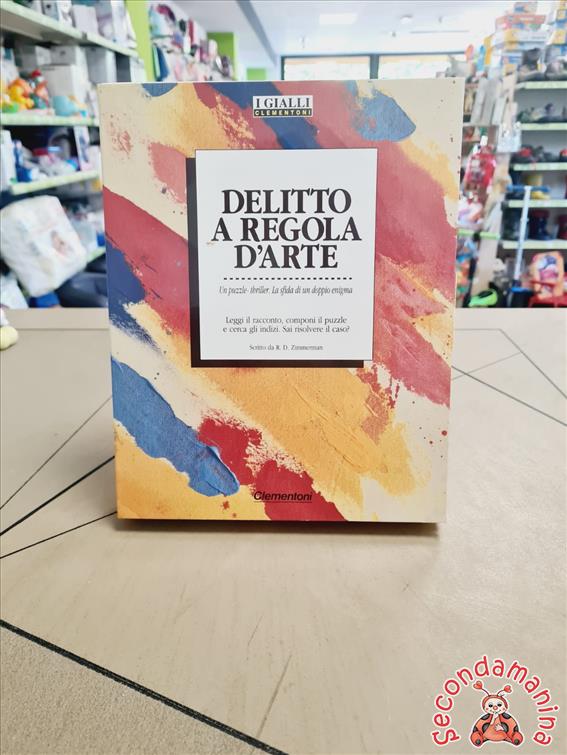 I GIALLI
CLEMENTONI
DELITTO
A REGOLA
D'ARTE
Un puzzle-thriller. La sfida di un doppio enigma
Leggi il racconto, componi il puzzle
e cerca gli indizi. Sai risolvere il caso?
Scritto da R. D. Zimmerman
Clementoni
Secondamanina